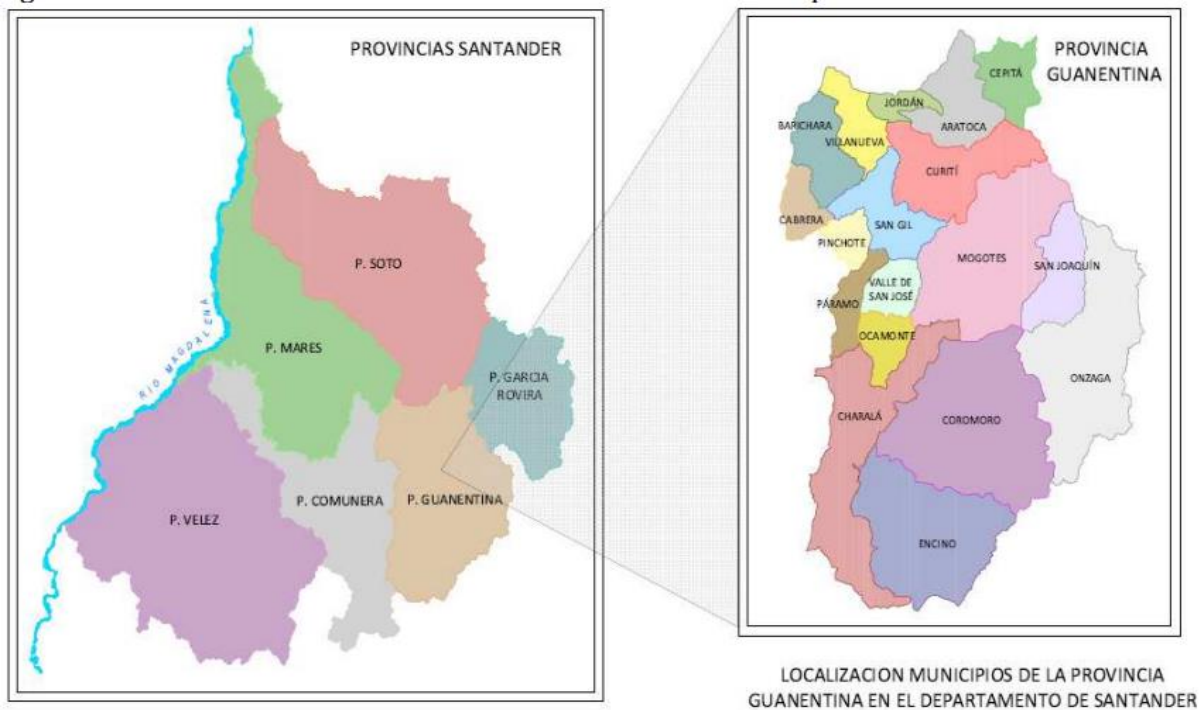 PROVINCIAS SANTANDER
P. SOTO
RIO MAGDALENA
P. MARES
P. GARCIA
ROVIRA
P. COMUNERA
P. GUANENTINA
P. VELEZ
PROVINCIA
GUANENTINA
CEPITÁ
JORDÁN
ARATOCA
BARICHARA
VILLANUEVA
CURITÍ
CABRERA
SAN GIL
PINCHOTE
MOGOTES
SAN JOAQUÍN
VALLE DE
SAN JOSÉ
PÁRAMO
OCAMONTE
ONZAGA
CHARALÁ
COROMORO
ENCINO
LOCALIZACION MUNICIPIOS DE LA PROVINCIA
GUANENTINA EN EL DEPARTAMENTO DE SANTANDER